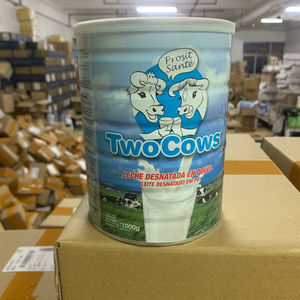 Prosit
Santé
TwoCows
LECHE DESNATADA EN POLVO
LEITE DESNATADO EM PÓ
1000g